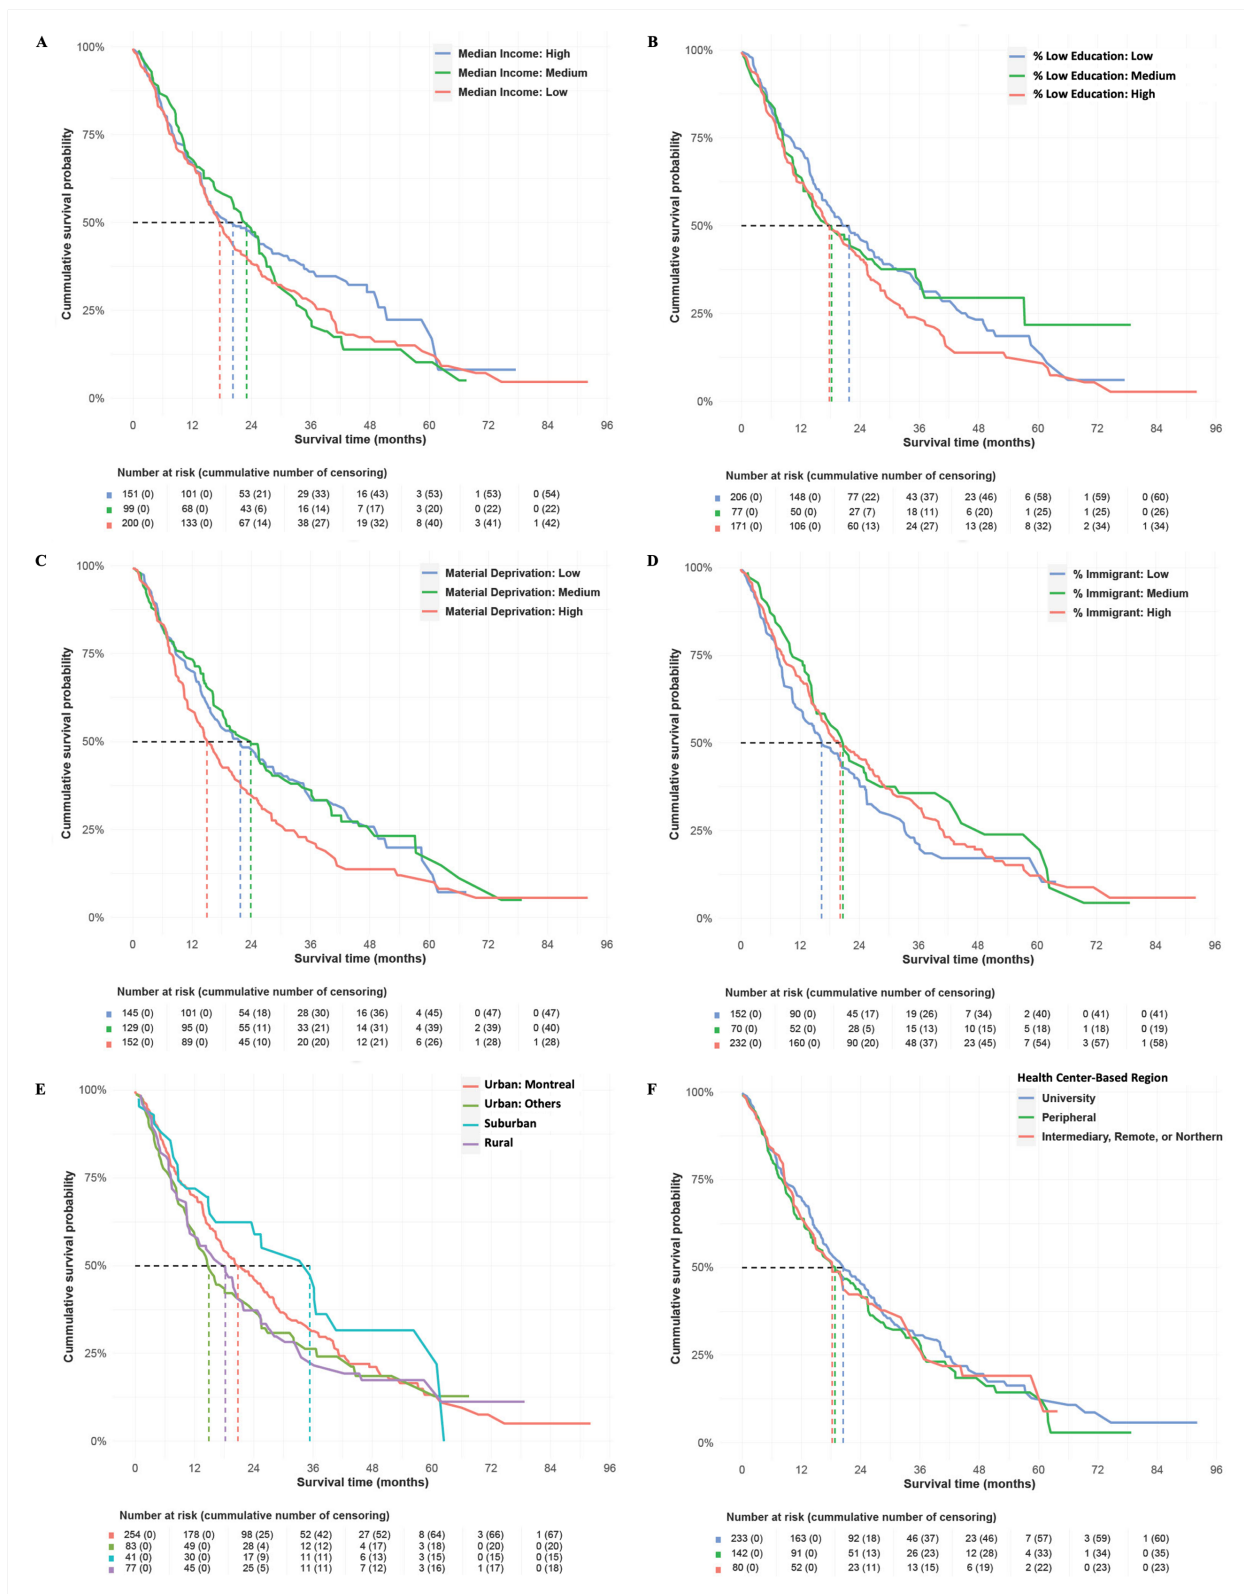 A
Median Income: High
Median Income: Medium
Median Income: Low
100%
75%
50%
25%
0%
Cummulative survival probability
0 12 24 36 48 60 72 84 96
Survival time (months)
Number at risk (cummulative number of censoring)
151 (0) 101 (0) 53 (21) 29 (33) 16 (43) 3 (53) 1 (53) 0 (54)
99 (0) 68 (0) 43 (6) 16 (14) 7 (17) 3 (20) 0 (22) 0 (22)
200 (0) 133 (0) 67 (14) 38 (27) 19 (32) 8 (40) 3 (41) 1 (42)
B
% Low Education: Low
% Low Education: Medium
% Low Education: High
100%
75%
50%
25%
0%
Cummulative survival probability
0 12 24 36 48 60 72 84 96
Survival time (months)
Number at risk (cummulative number of censoring)
206 (0) 148 (0) 77 (22) 43 (37) 23 (46) 6 (58) 1 (59) 0 (60)
77 (0) 50 (0) 27 (7) 18 (11) 6 (20) 1 (25) 1 (25) 0 (26)
171 (0) 106 (0) 60 (13) 24 (27) 13 (28) 8 (32) 2 (34) 1 (34)
C
Material Deprivation: Low
Material Deprivation: Medium
Material Deprivation: High
100%
75%
50%
25%
0%
Cummulative survival probability
0 12 24 36 48 60 72 84 96
Survival time (months)
Number at risk (cummulative number of censoring)
145 (0) 101 (0) 54 (18) 28 (30) 16 (36) 4 (45) 0 (47) 0 (47)
129 (0) 95 (0) 55 (11) 33 (21) 14 (31) 4 (39) 2 (39) 0 (40)
152 (0) 89 (0) 45 (10) 20 (20) 12 (21) 6 (26) 1 (28) 1 (28)
D
% Immigrant: Low
% Immigrant: Medium
% Immigrant: High
100%
75%
50%
25%
0%
Cummulative survival probability
0 12 24 36 48 60 72 84 96
Survival time (months)
Number at risk (cummulative number of censoring)
152 (0) 90 (0) 45 (17) 19 (26) 7 (34) 2 (40) 0 (41) 0 (41)
70 (0) 52 (0) 28 (5) 15 (13) 10 (15) 5 (18) 1 (18) 0 (19)
232 (0) 160 (0) 90 (20) 48 (37) 23 (45) 7 (54) 3 (57) 1 (58)
E
Urban: Montreal
Urban: Others
Suburban
Rural
100%
75%
50%
25%
0%
Cummulative survival probability
0 12 24 36 48 60 72 84 96
Survival time (months)
Number at risk (cummulative number of censoring)
254 (0) 178 (0) 98 (25) 52 (42) 27 (52) 8 (64) 3 (66) 1 (67)
83 (0) 49 (0) 28 (4) 12 (12) 4 (17) 3 (18) 0 (20) 0 (20)
41 (0) 30 (0) 17 (9) 11 (11) 6 (13) 3 (15) 0 (15) 0 (15)
77 (0) 45 (0) 25 (5) 11 (11) 7 (12) 3 (16) 1 (17) 0 (18)
F
Health Center-Based Region
University
Peripheral
Intermediary, Remote, or Northern
100%
75%
50%
25%
0%
Cummulative survival probability
0 12 24 36 48 60 72 84 96
Survival time (months)
Number at risk (cummulative number of censoring)
233 (0) 163 (0) 92 (18) 46 (37) 23 (46) 7 (57) 3 (59) 1 (60)
142 (0) 91 (0) 51 (13) 26 (23) 12 (28) 4 (33) 1 (34) 0 (35)
80 (0) 52 (0) 23 (11) 13 (15) 6 (19) 2 (22) 0 (23) 0 (23)